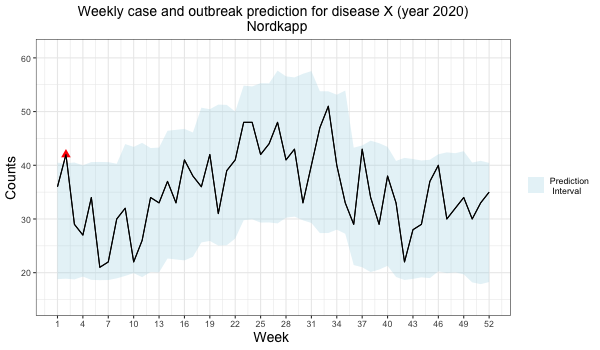 Weekly case and outbreak prediction for disease X (year 2020)
Nordkapp
60
50
40
30
20
Counts
1 4 7 10 13 16 19 22 25 28 31 34 37 40 43 46 49 52
Week
Prediction
Interval